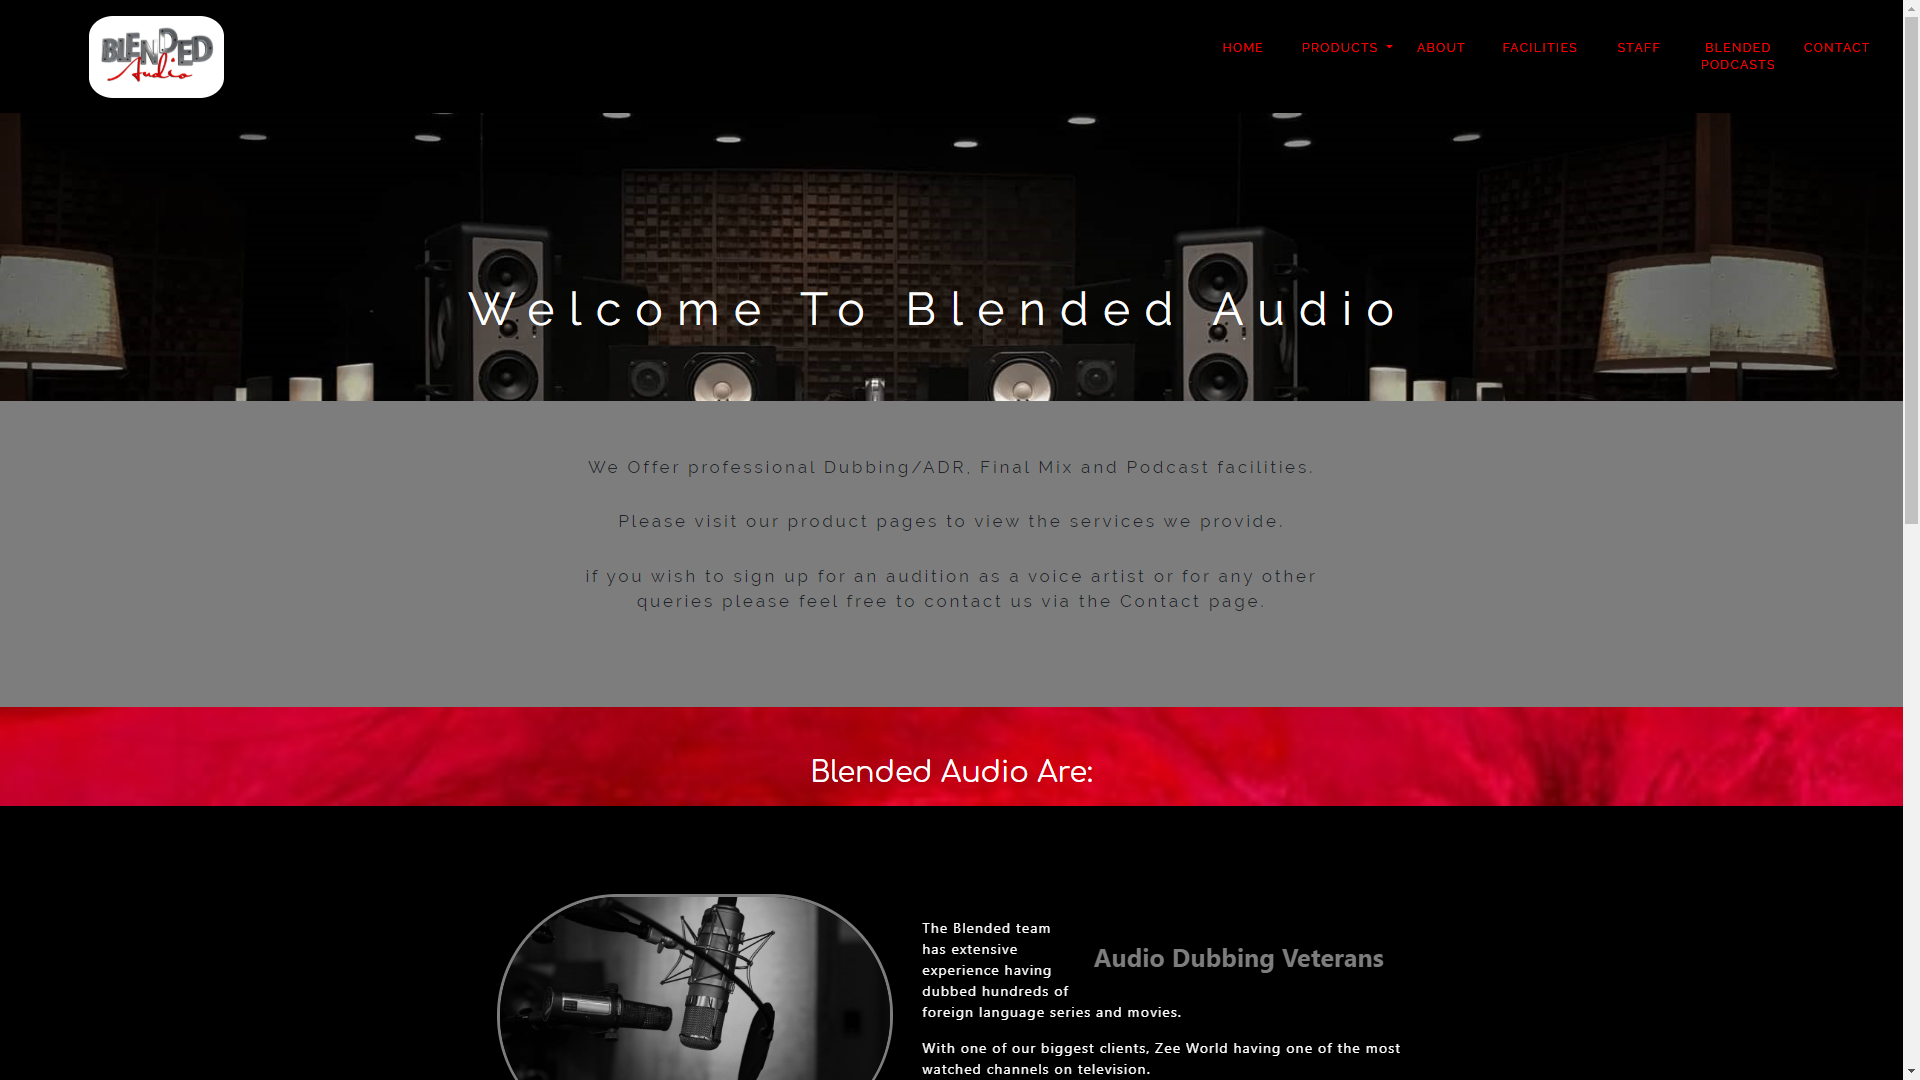 BLENDED
Audio
HOME
PRODUCTS
ABOUT
FACILITIES
STAFF
BLENDED
PODCASTS
CONTACT
Welcome To Blended Audio
We Offer professional Dubbing/ADR, Final Mix and Podcast facilities.
Please visit our product pages to view the services we provide.
if you wish to sign up for an audition as a voice artist or for any other
queries please feel free to contact us via the Contact page.
Blended Audio Are:
Audio Dubbing Veterans
The Blended team
has extensive
experience having
dubbed hundreds of
foreign language series and movies.
With one of our biggest clients, Zee World having one of the most
watched channels on television.